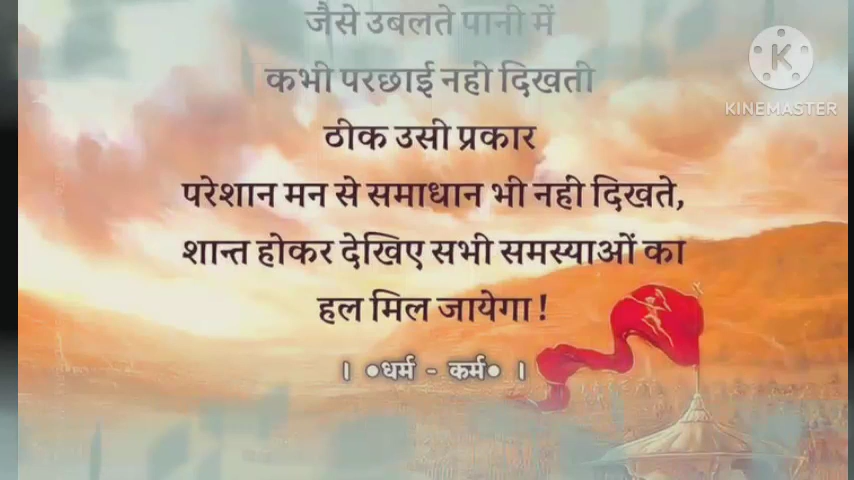 जैसे उबलते पानी में
कभी परछाई नही दिखती
ठीक उसी प्रकार
परेशान मन से समाधान भी नही दिखते,
शान्त होकर देखिए सभी समस्याओं का
हल मिल जायेगा!
। •धर्म - कर्म• ।
K
KINEMASTER